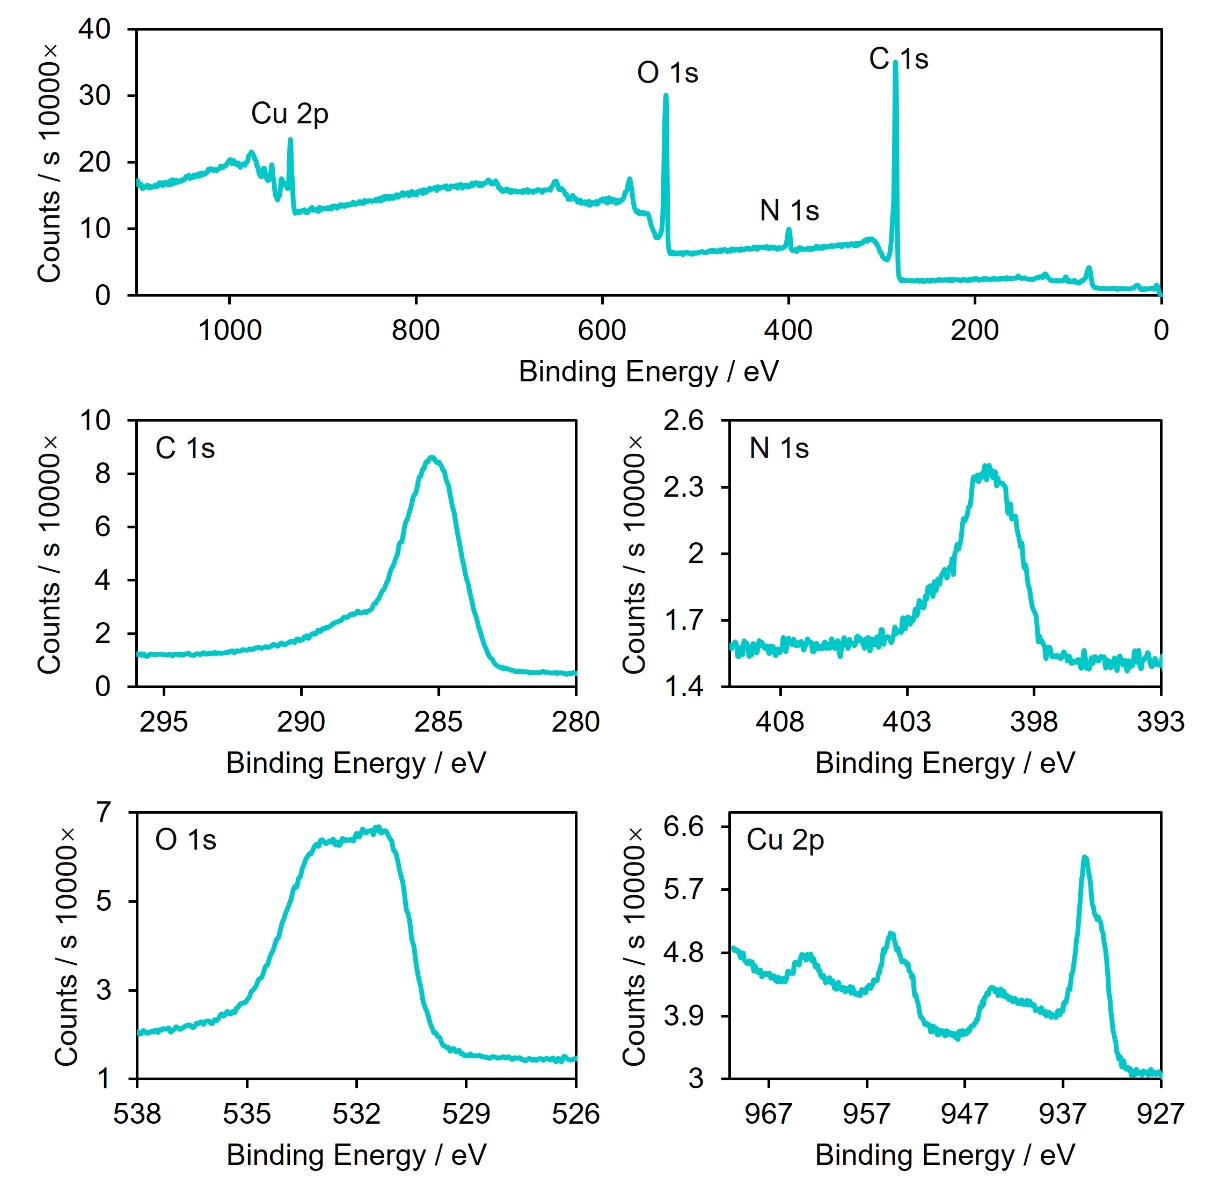 Counts / s 10000×
40
30
20
10
0
Cu 2p
O 1s
N 1s
C 1s
1000 800 600 400 200 0
Binding Energy / eV
Counts / s 10000×
10
8
6
4
2
0
C 1s
295 290 285 280
Binding Energy / eV
Counts / s 10000×
2.6
2.3
2
1.7
1.4
N 1s
408 403 398 393
Binding Energy / eV
Counts / s 10000×
7
5
3
1
O 1s
538 535 532 529 526
Binding Energy / eV
Counts / s 10000×
6.6
5.7
4.8
3.9
3
Cu 2p
967 957 947 937 927
Binding Energy / eV